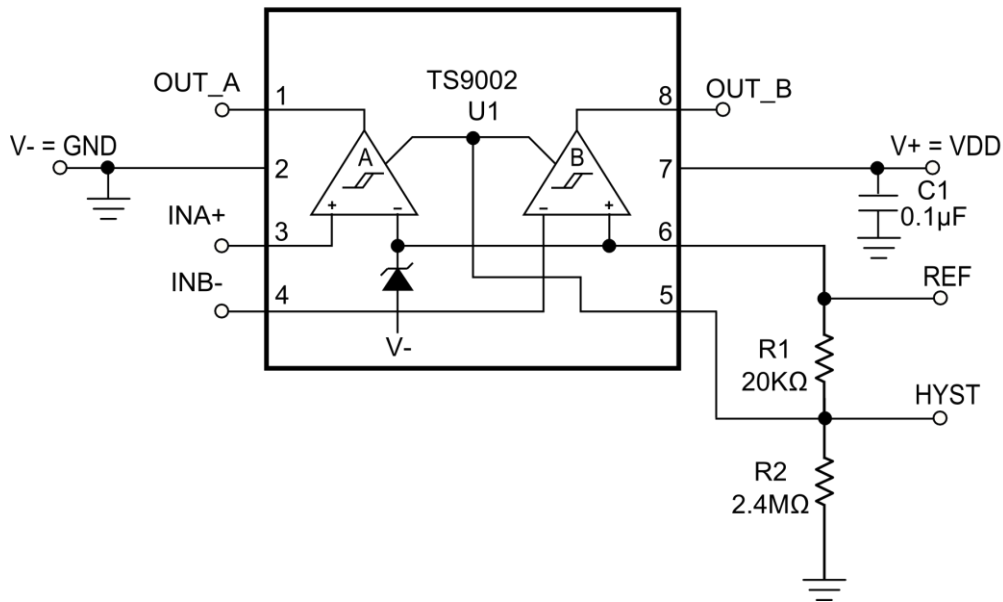 TS9002
U1
OUT_A
1
8
OUT_B
V- = GND
2
A
B
7
V+ = VDD
C1
0.1µF
INA+
3
+
−
−
+
6
REF
INB-
4
5
V-
R1
20KΩ
HYST
R2
2.4MΩ